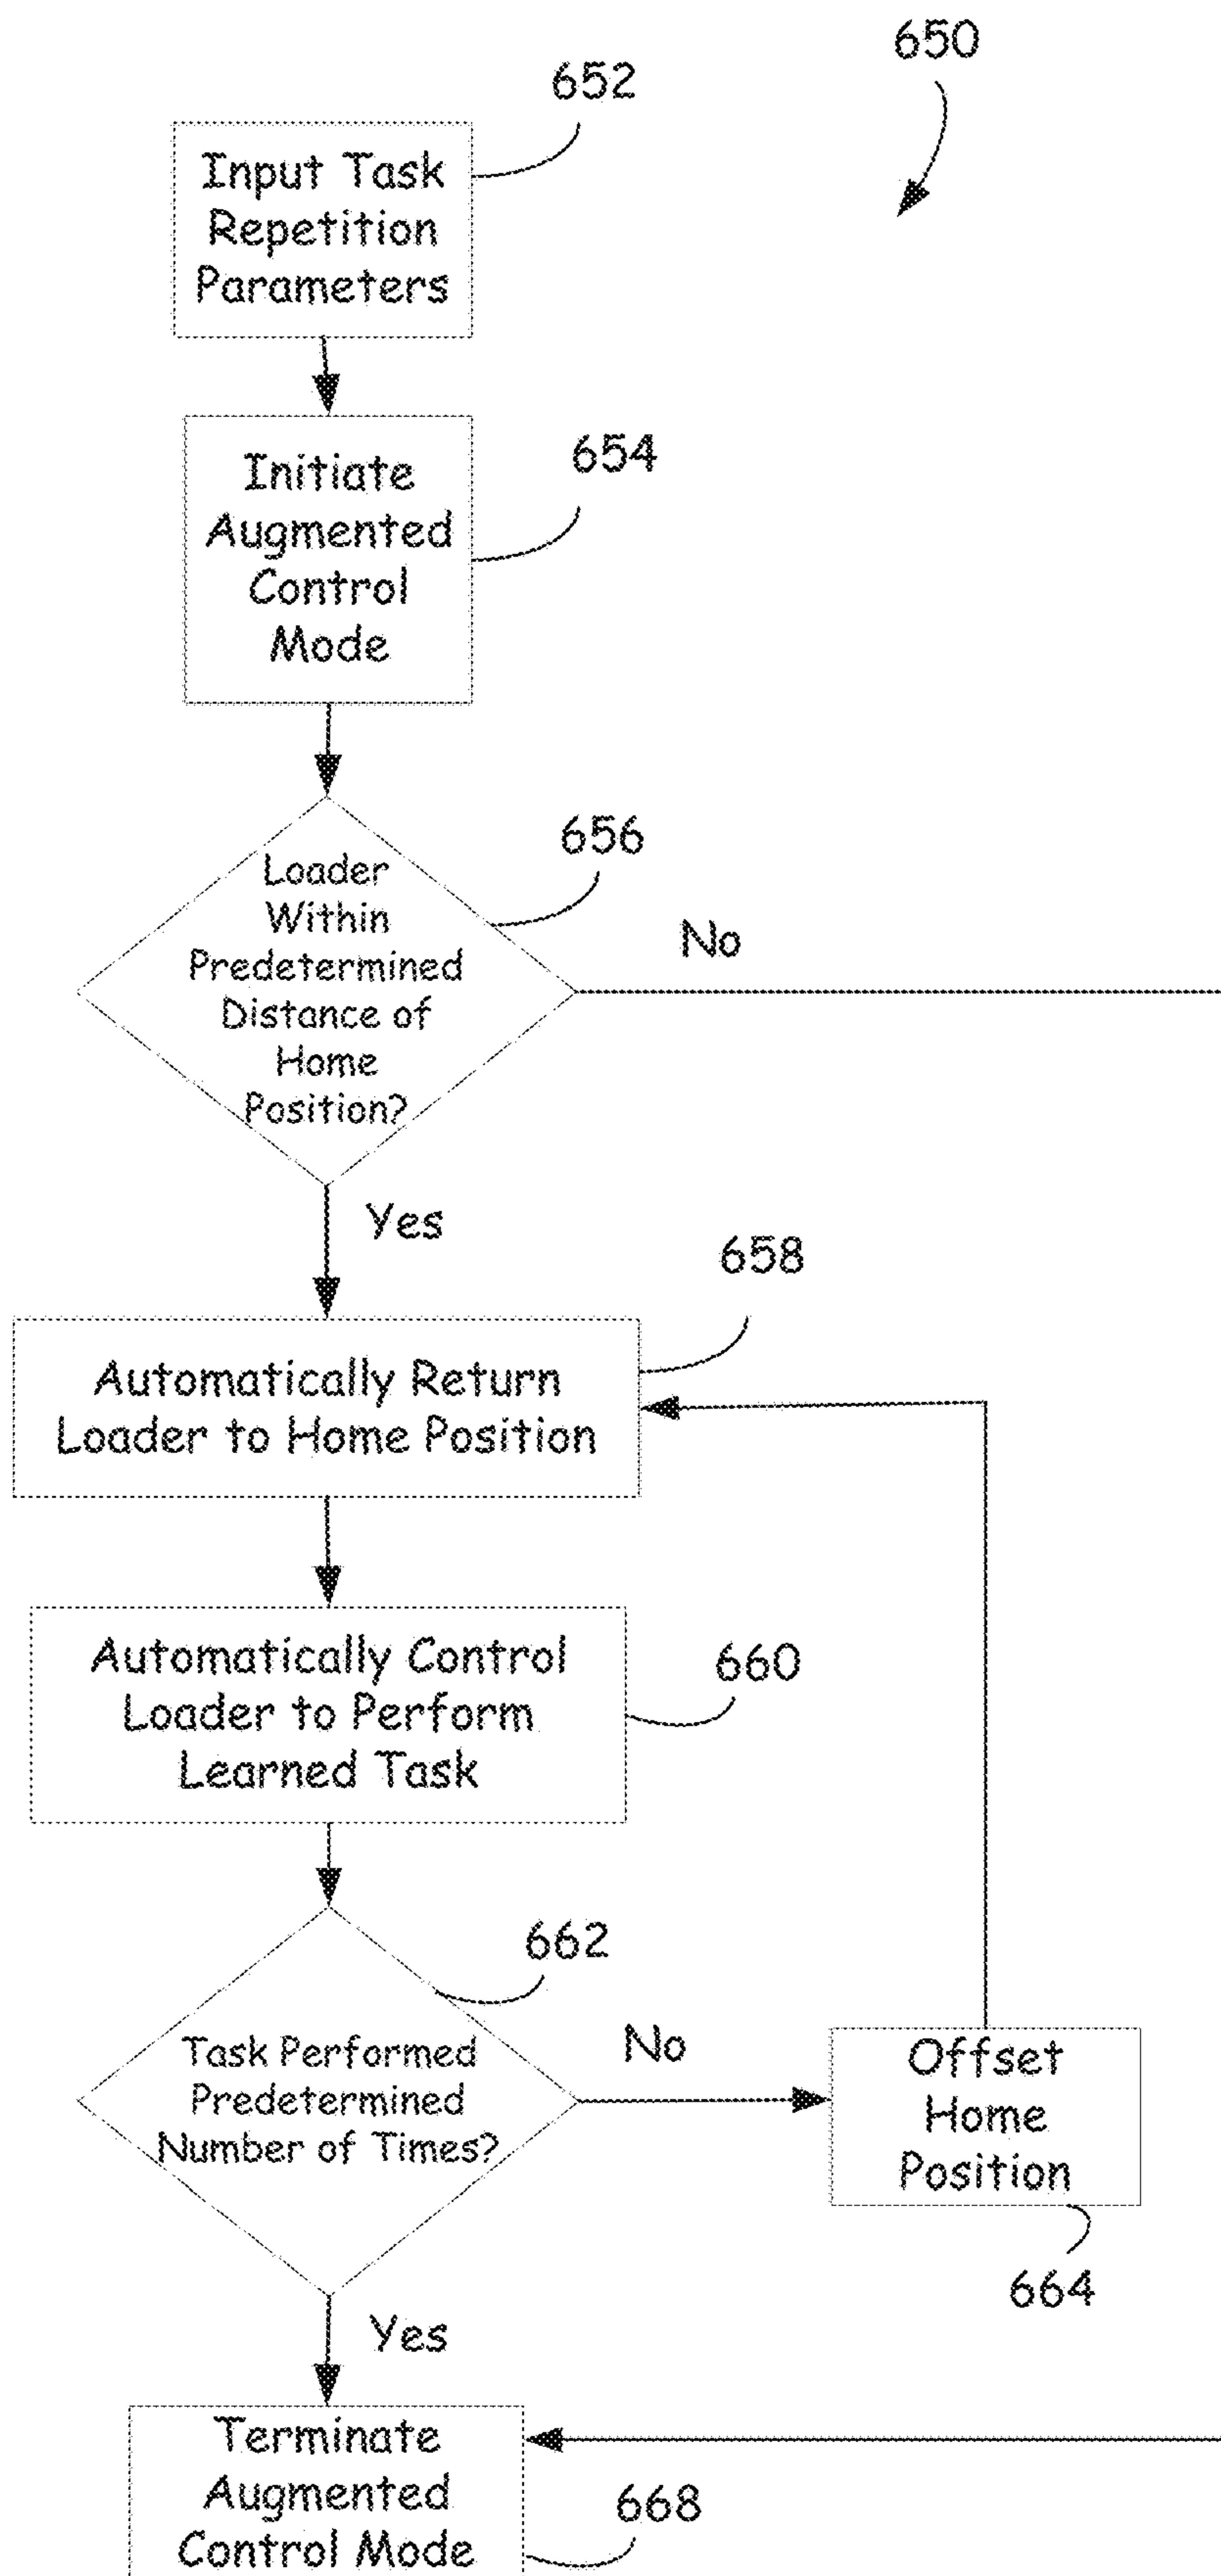 650
652
Input Task
Repetition
Parameters
654
Initiate
Augmented
Control
Mode
656
Loader
Within
Predetermined
Distance of
Home
Position?
No
Yes
658
Automatically Return
Loader to Home Position
Automatically Control
Loader to Perform
Learned Task
660
662
Task Performed
Predetermined
Number of Times?
No
Offset
Home
Position
664
Yes
Terminate
Augmented
Control Mode
668